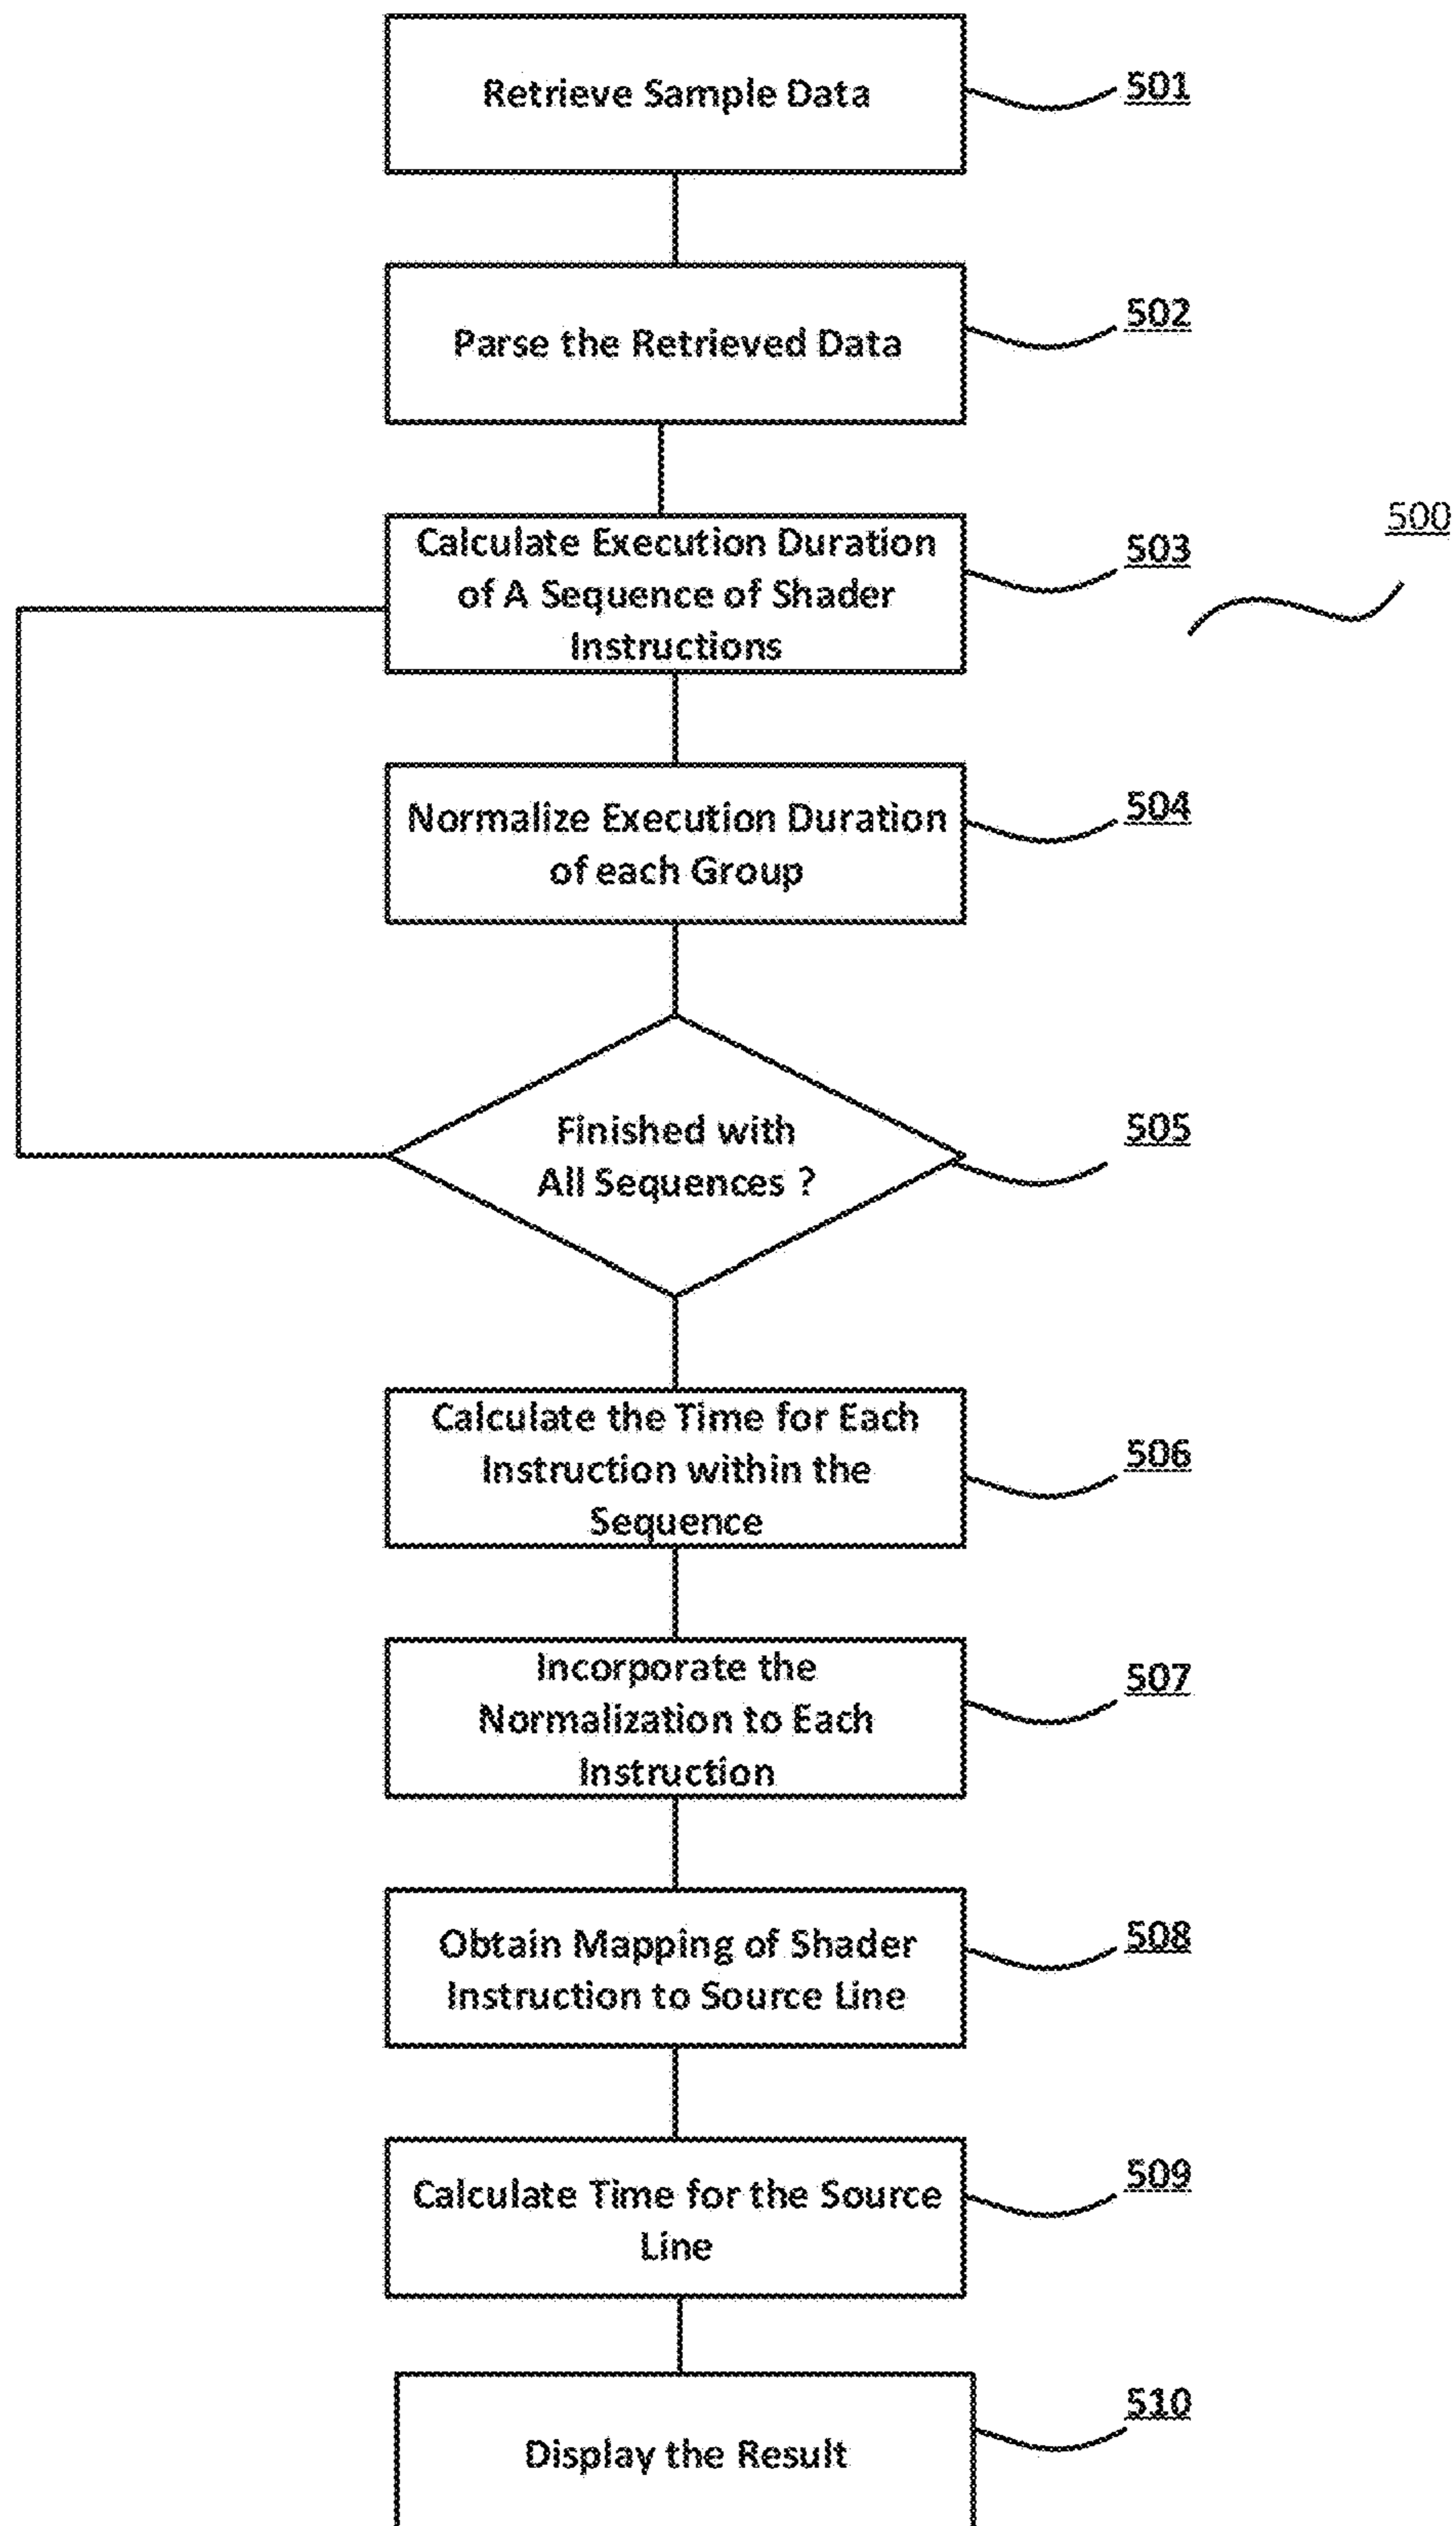 Retrieve Sample Data
501
Parse the Retrieved Data
502
Calculate Execution Duration
of A Sequence of Shader
Instructions
503
500
Normalize Execution Duration
of each Group
504
Finished with
All Sequences ?
505
Calculate the Time for Each
Instruction within the
Sequence
506
Incorporate the
Normalization to Each
Instruction
507
Obtain Mapping of Shader
Instruction to Source Line
508
Calculate Time for the Source
Line
509
Display the Result
510